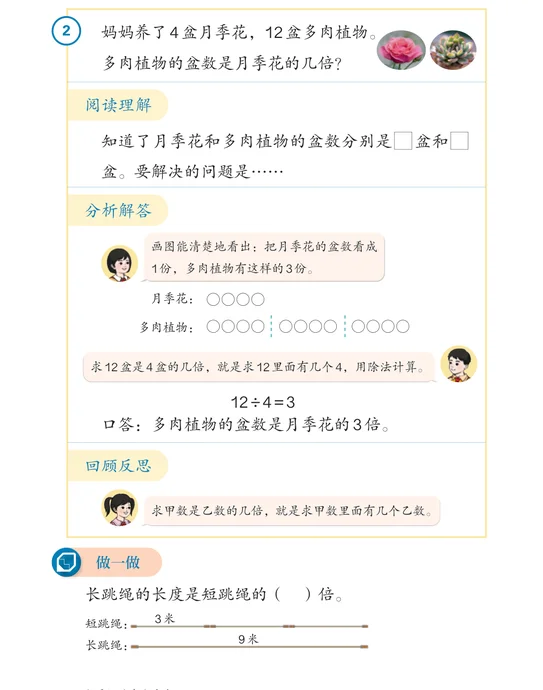 2
妈妈养了4盆月季花，12盆多肉植物。
多肉植物的盆数是月季花的几倍？
阅读理解
知道了月季花和多肉植物的盆数分别是□盆和□
盆。要解决的问题是……
分析解答
画图能清楚地看出：把月季花的盆数看成
1份，多肉植物有这样的3份。
月季花：○○○○
多肉植物：○○○○ ○○○○ ○○○○
求12盆是4盆的几倍，就是求12里面有几个4，用除法计算。
12÷4=3
口答：多肉植物的盆数是月季花的3倍。
回顾反思
求甲数是乙数的几倍，就是求甲数里面有几个乙数。
做一做
长跳绳的长度是短跳绳的（　）倍。
短跳绳：3米
长跳绳：9米